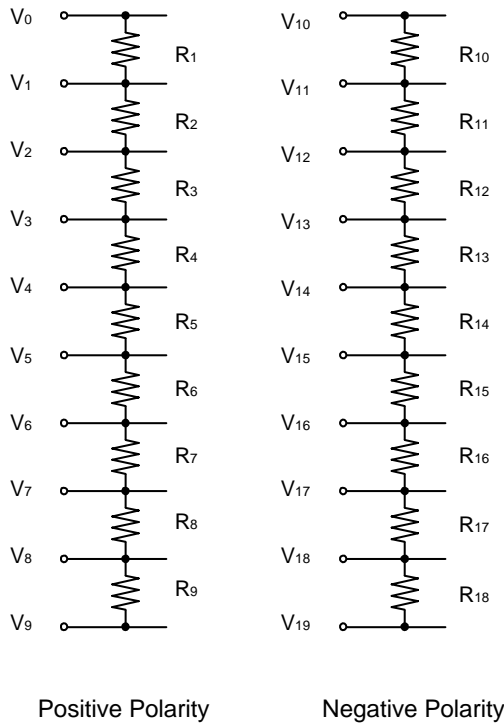 V0
R1
V1
R2
V2
R3
V3
R4
V4
R5
V5
R6
V6
R7
V7
R8
V8
R9
V9
Positive Polarity
V10
R10
V11
R11
V12
R12
V13
R13
V14
R14
V15
R15
V16
R16
V17
R17
V18
R18
V19
Negative Polarity